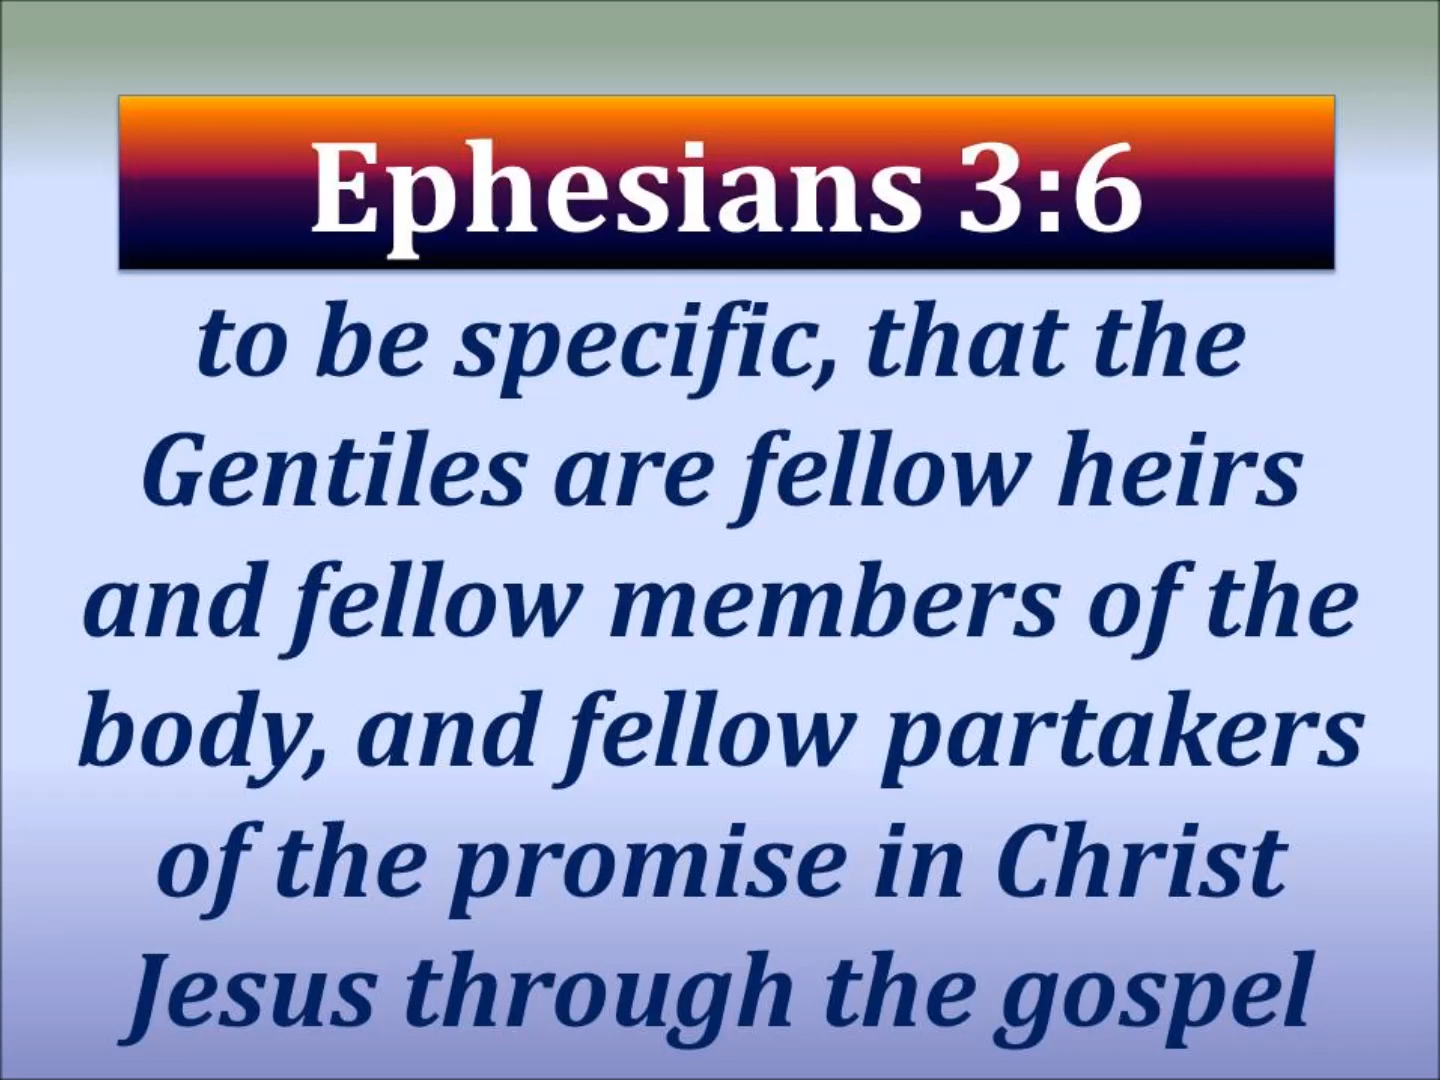 Ephesians 3:6
to be specific, that the
Gentiles are fellow heirs
and fellow members of the
body, and fellow partakers
of the promise in Christ
Jesus through the gospel